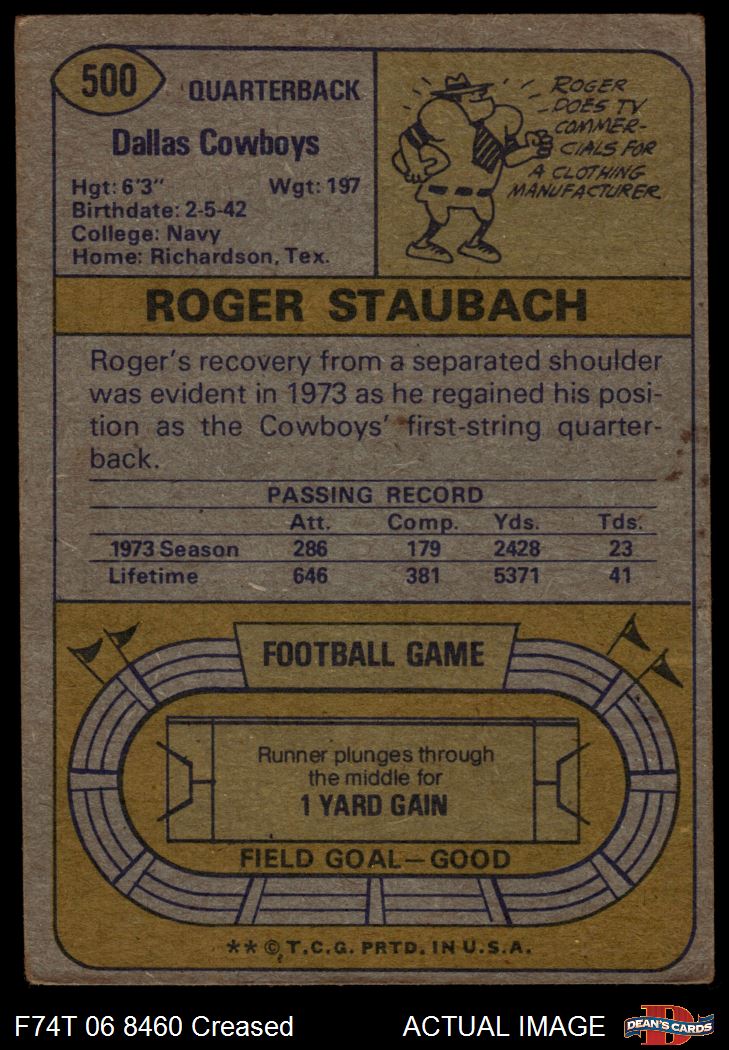 500
QUARTERBACK
Dallas Cowboys
Hgt: 6'3" Wgt: 197
Birthdate: 2-5-42
College: Navy
Home: Richardson, Tex.
ROGER
DOES TV
COMMER-
CIALS FOR
A CLOTHING
MANUFACTURER.
ROGER STAUBACH
Roger's recovery from a separated shoulder
was evident in 1973 as he regained his posi-
tion as the Cowboys' first-string quarter-
back.
PASSING RECORD
Att. Comp. Yds. Tds.
1973 Season 286 179 2428 23
Lifetime 646 381 5371 41
FOOTBALL GAME
Runner plunges through
the middle for
1 YARD GAIN
FIELD GOAL—GOOD
** © T.C.G. PRTD. IN U.S.A.
F74T 06 8460 Creased ACTUAL IMAGE
D
DEAN'S CARDS